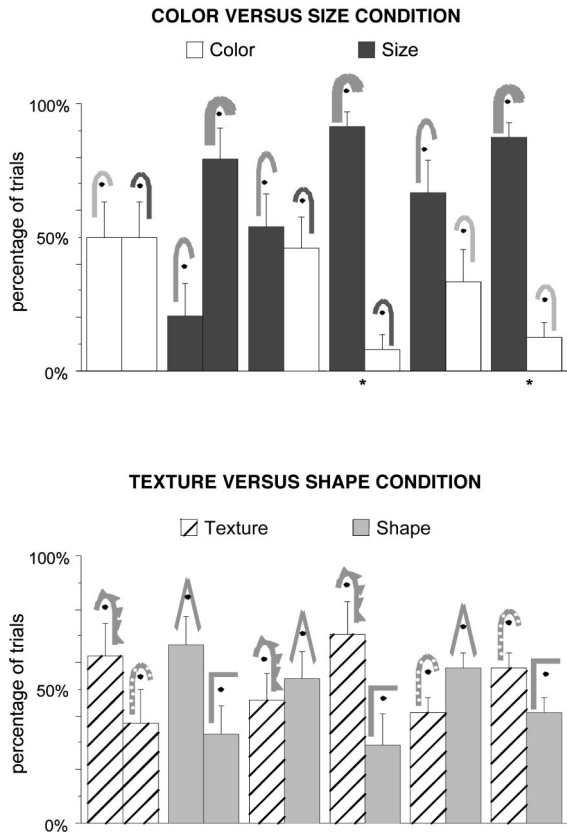 COLOR VERSUS SIZE CONDITION
Color Size
100%
percentage of trials
50%
0%
* *
TEXTURE VERSUS SHAPE CONDITION
Texture Shape
100%
percentage of trials
50%
0%